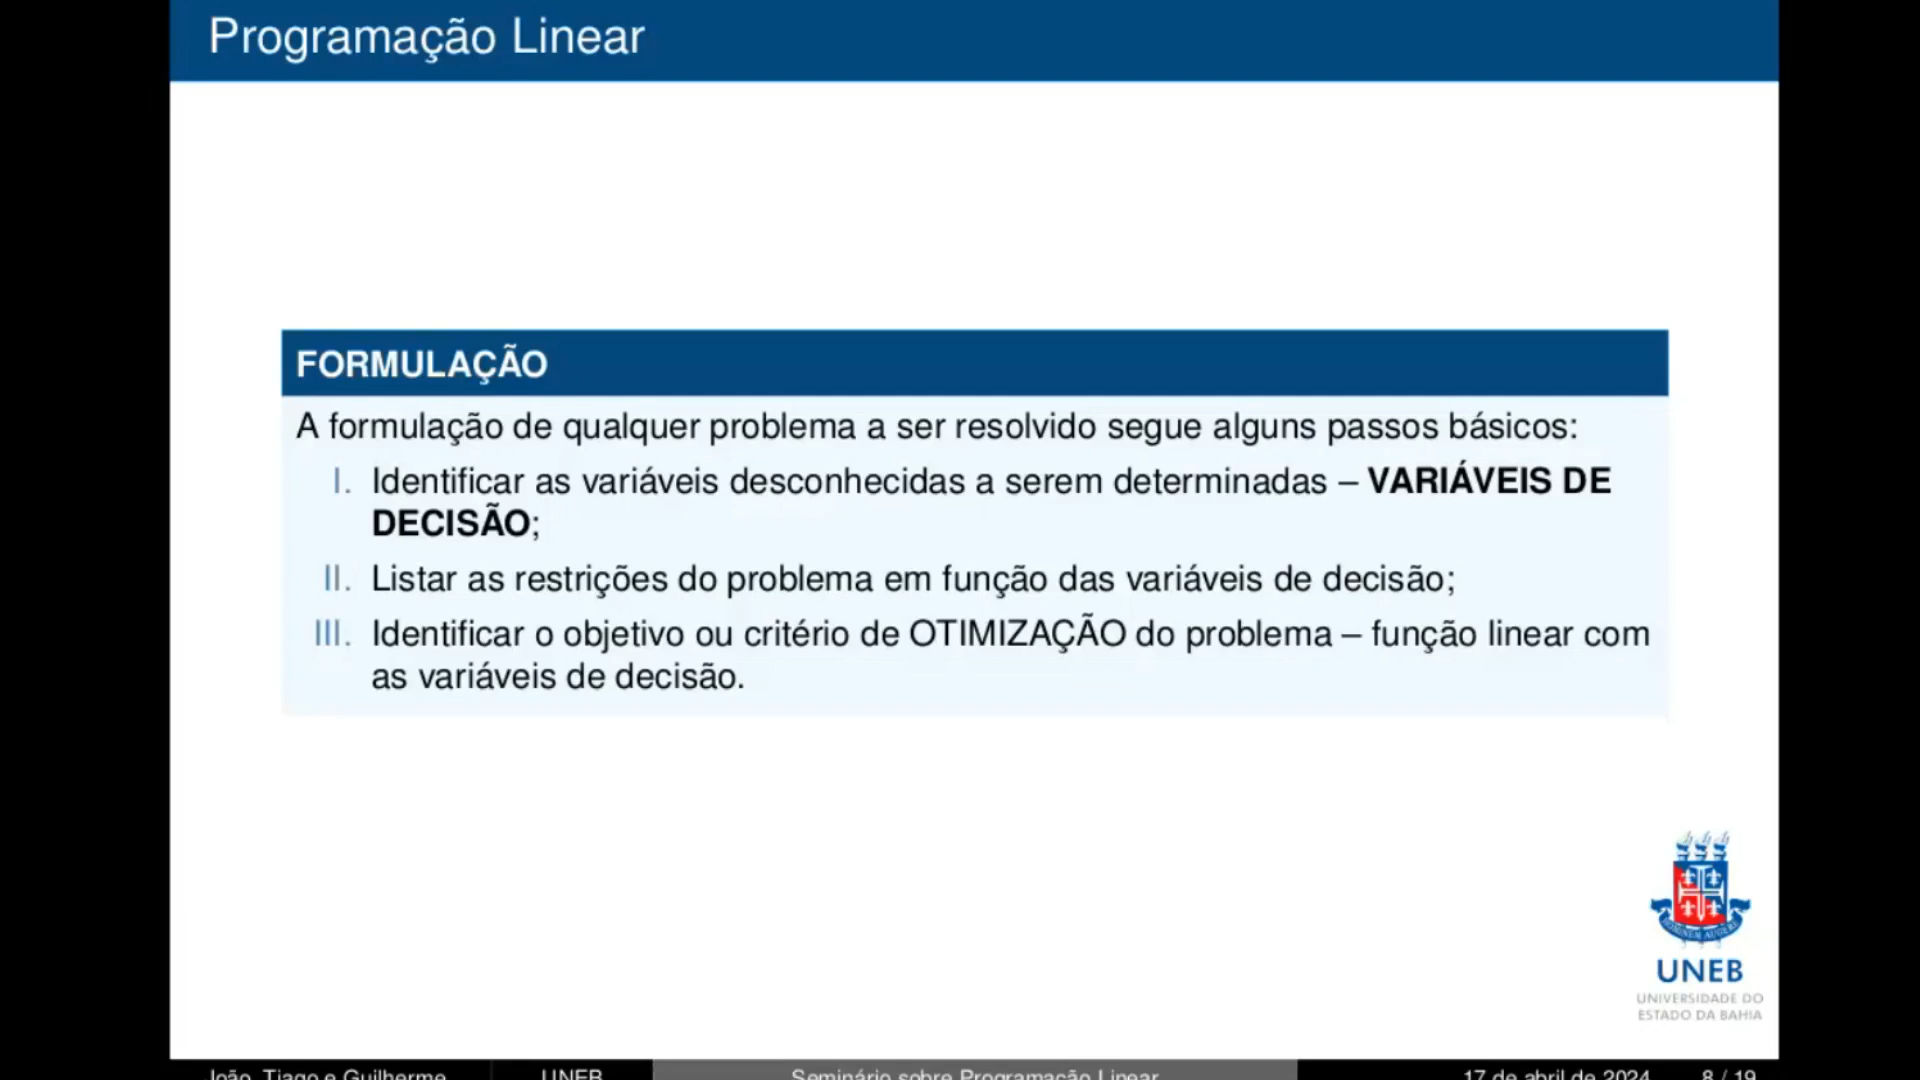 Programação Linear
FORMULAÇÃO
A formulação de qualquer problema a ser resolvido segue alguns passos básicos:
I. Identificar as variáveis desconhecidas a serem determinadas – VARIÁVEIS DE
DECISÃO;
II. Listar as restrições do problema em função das variáveis de decisão;
III. Identificar o objetivo ou critério de OTIMIZAÇÃO do problema – função linear com
as variáveis de decisão.
UNEB
UNIVERSIDADE DO
ESTADO DA BAHIA
João, Tiago e Guilherme UNEB Seminário sobre Programação Linear 17 de abril de 2024 8 / 19